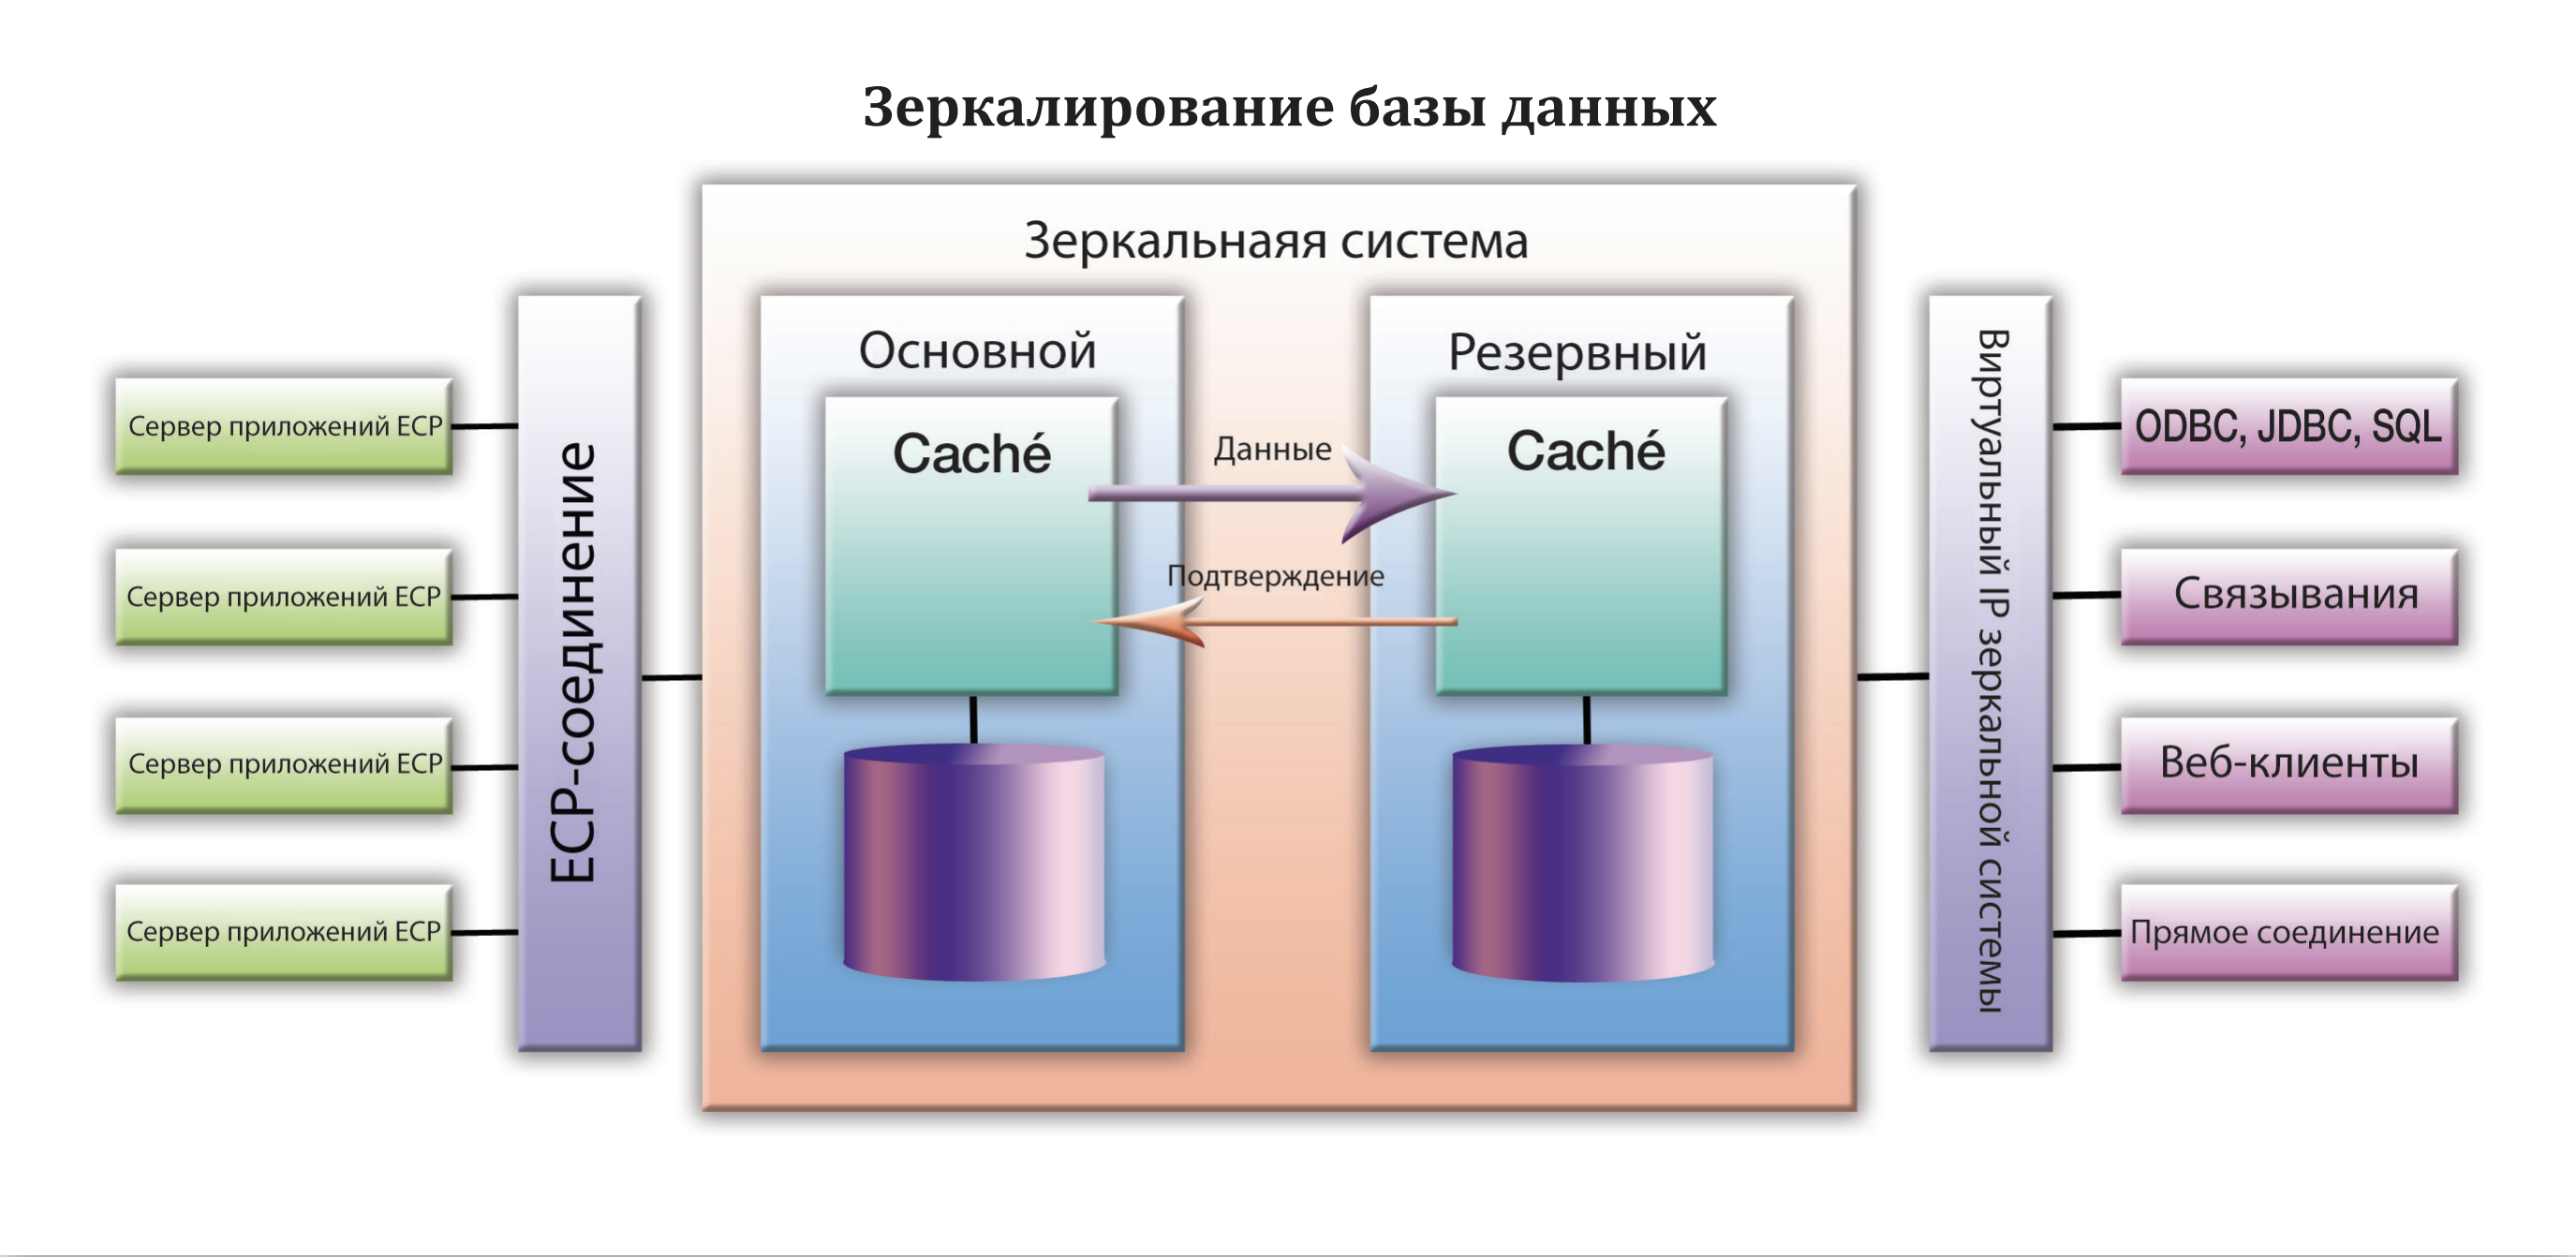 Зеркалирование базы данных
Зеркальнаяя система
Сервер приложений ECP
Сервер приложений ECP
Сервер приложений ECP
Сервер приложений ECP
ECP-соединение
Основной
Caché
Данные
Подтверждение
Резервный
Caché
Виртуальный IP зеркальной системы
ODBC, JDBC, SQL
Связывания
Веб-клиенты
Прямое соединение